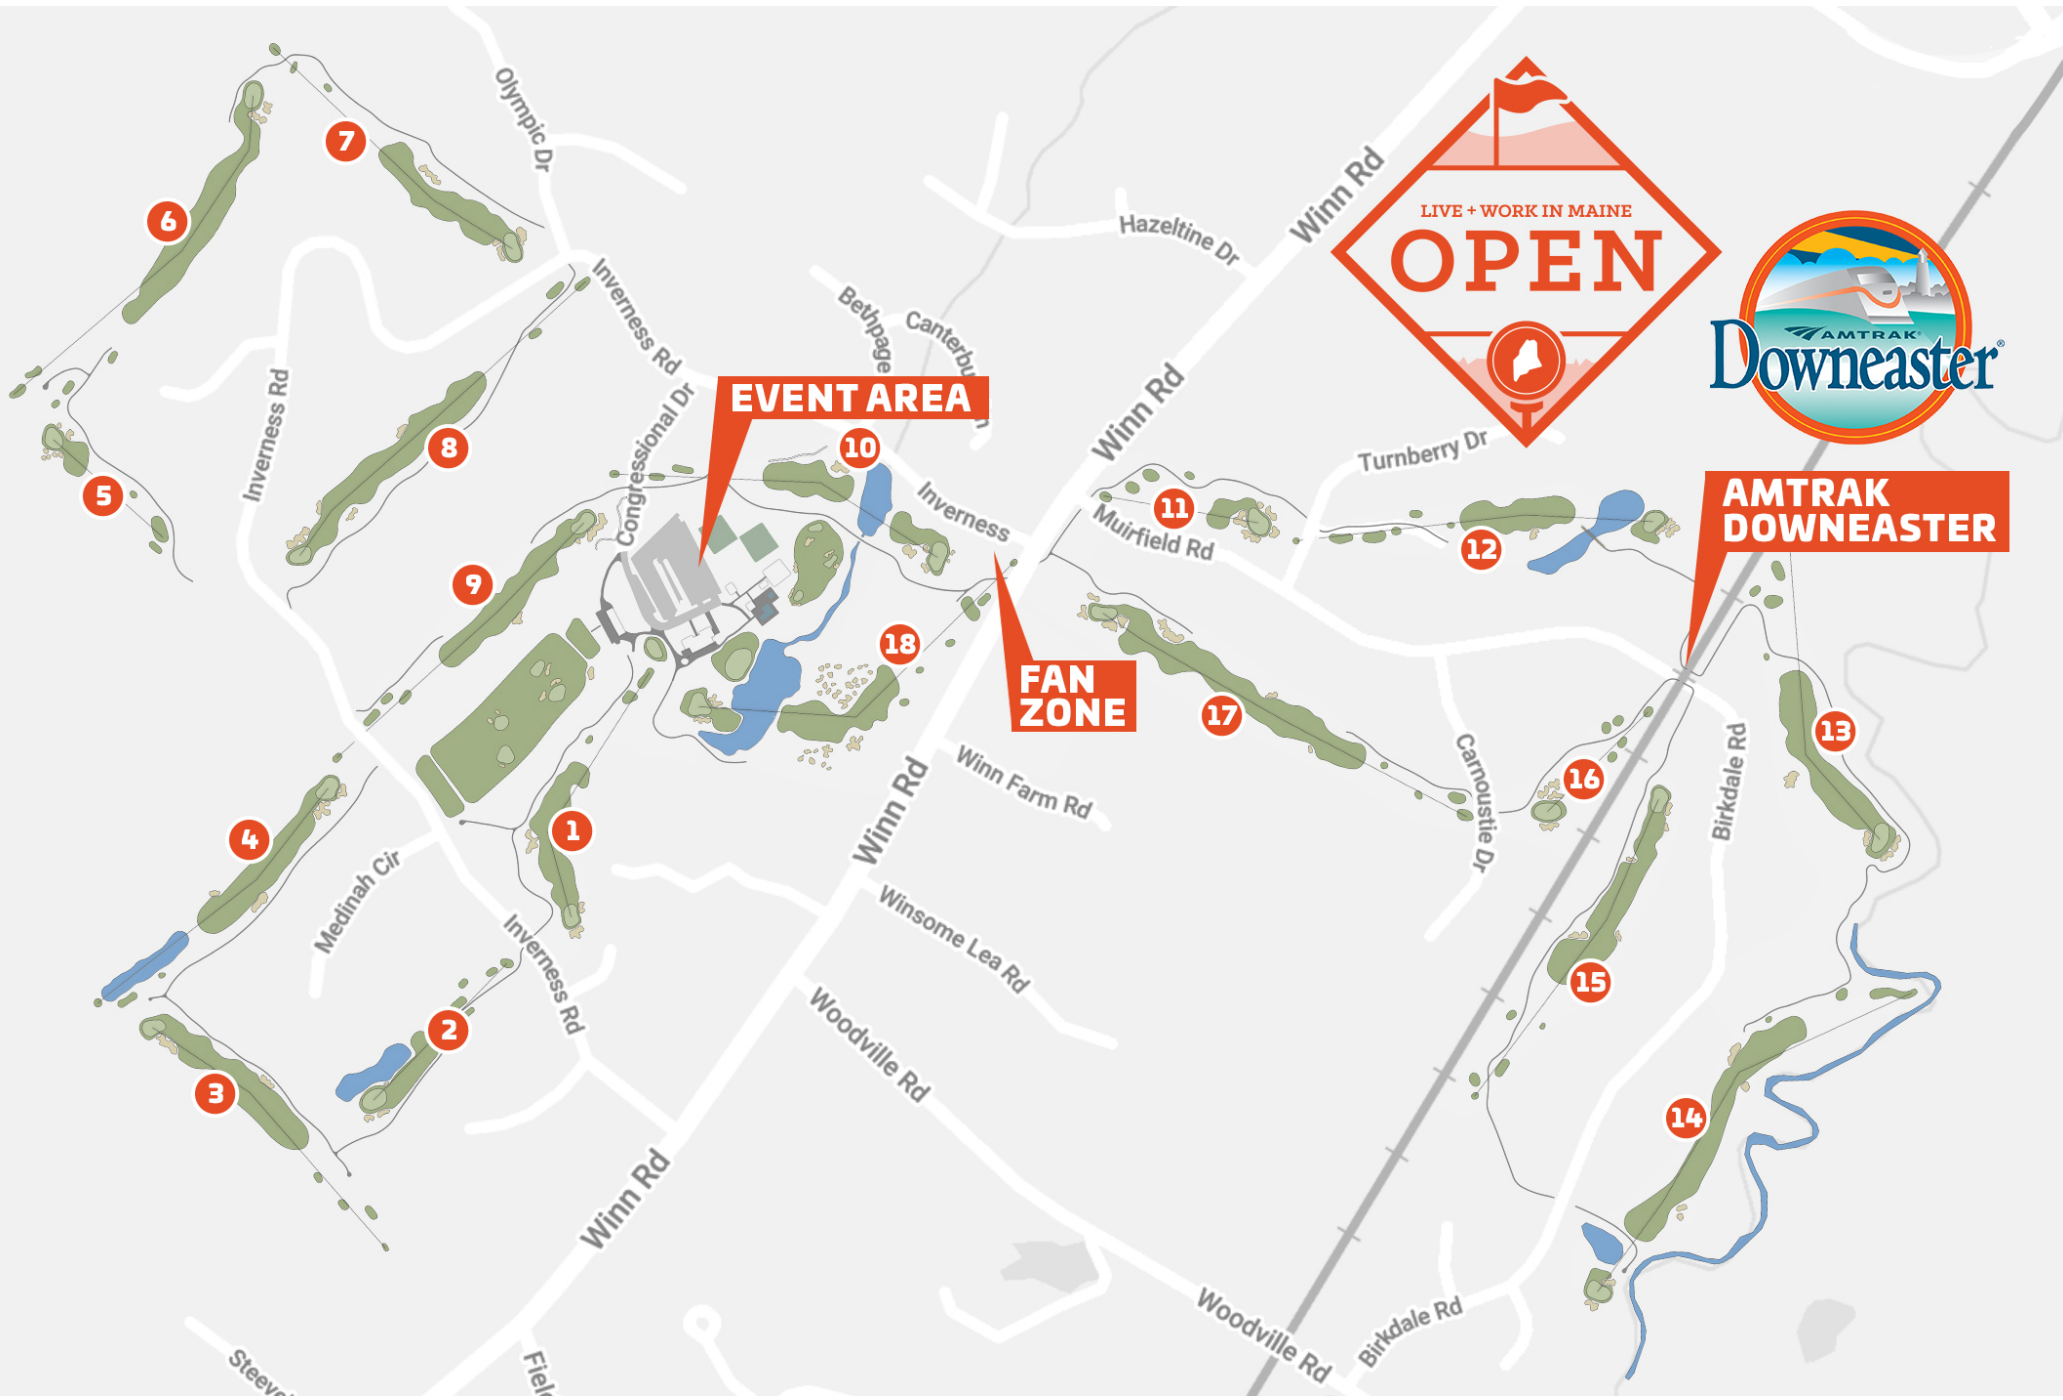 Olympic Dr
7
6
Winn Rd
LIVE + WORK IN MAINE
OPEN
Hazeltine Dr
Inverness Rd
Bethpage
AMTRAK
Downeaster®
EVENT AREA
Winn Rd
Inverness Rd
Congressional Dr
8
10
Turnberry Dr
5
Inverness
11
Muirfield Rd
12
AMTRAK
DOWNEASTER
9
18
FAN
ZONE
17
13
Winn Farm Rd
Carnoustie Dr
16
Birkdale Rd
4
1
Medinah Cir
Winn Rd
Winsome Lea Rd
Inverness Rd
15
2
Woodville Rd
3
14
Winn Rd
Woodville Rd
Birkdale Rd